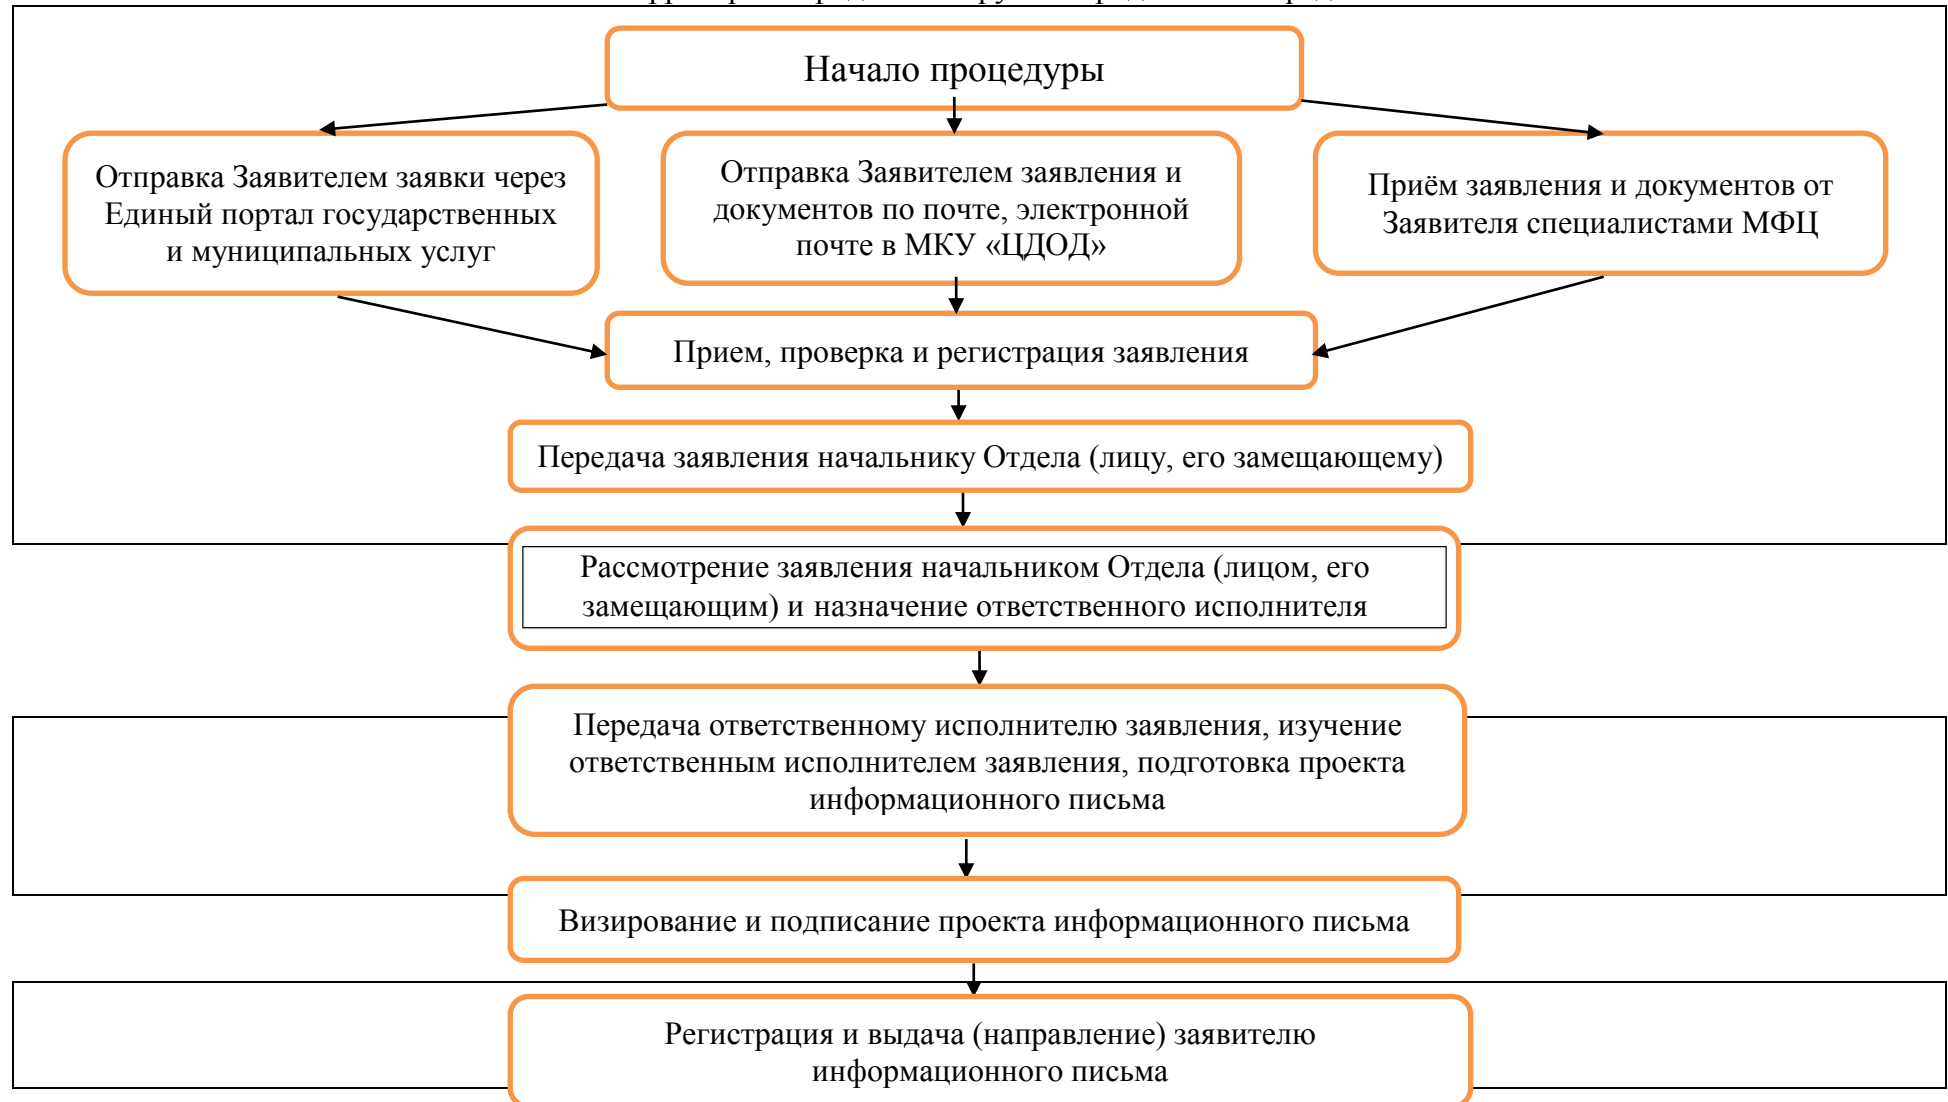 Начало процедуры
Отправка Заявителем заявки через
Единый портал государственных
и муниципальных услуг
Отправка Заявителем заявления и
документов по почте, электронной
почте в МКУ «ЦДОД»
Приём заявления и документов от
Заявителя специалистами МФЦ
Прием, проверка и регистрация заявления
Передача заявления начальнику Отдела (лицу, его замещающему)
Рассмотрение заявления начальником Отдела (лицом, его
замещающим) и назначение ответственного исполнителя
Передача ответственному исполнителю заявления, изучение
ответственным исполнителем заявления, подготовка проекта
информационного письма
Визирование и подписание проекта информационного письма
Регистрация и выдача (направление) заявителю
информационного письма